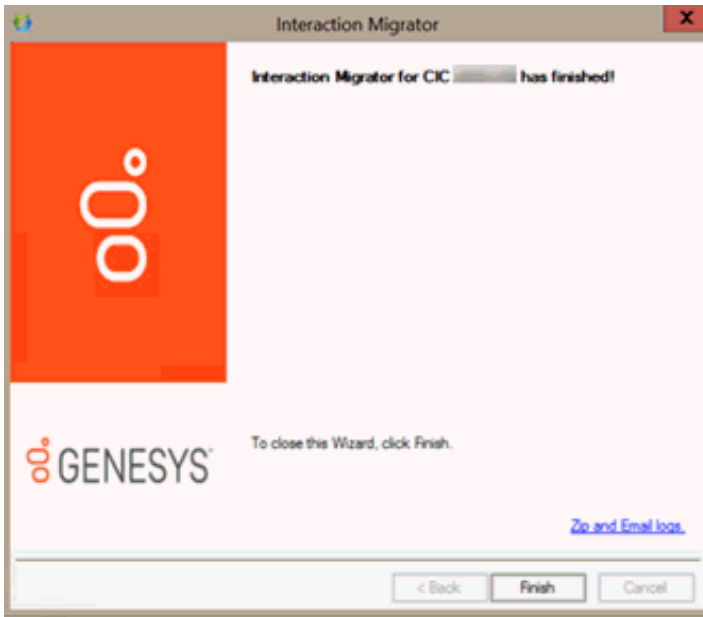 Interaction Migrator
X
Interaction Migrator for CIC has finished!
To close this Wizard, click Finish.
GENESYS
Zip and Email logs.
< Back Finish Cancel